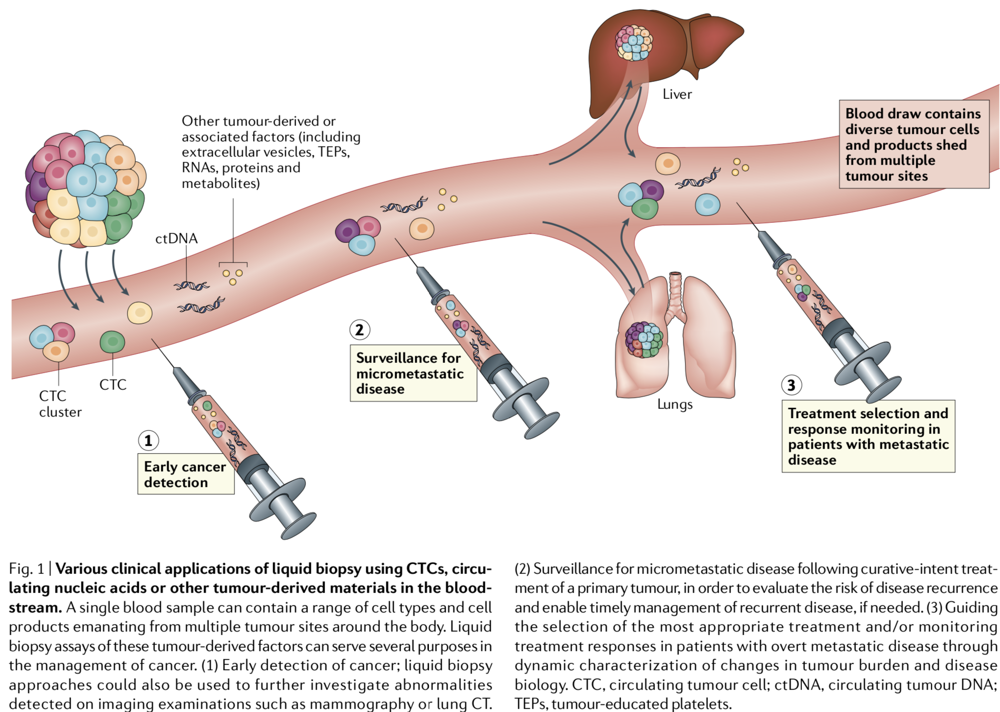 Liver
Blood draw contains
diverse tumour cells
and products shed
from multiple
tumour sites
Other tumour-derived or
associated factors (including
extracellular vesicles, TEPs,
RNAs, proteins and
metabolites)
ctDNA
CTC
cluster
CTC
1
Early cancer
detection
2
Surveillance for
micrometastatic
disease
Lungs
3
Treatment selection and
response monitoring in
patients with metastatic
disease
Fig. 1 | Various clinical applications of liquid biopsy using CTCs, circu-
lating nucleic acids or other tumour-derived materials in the blood-
stream. A single blood sample can contain a range of cell types and cell
products emanating from multiple tumour sites around the body. Liquid
biopsy assays of these tumour-derived factors can serve several purposes in
the management of cancer. (1) Early detection of cancer; liquid biopsy
approaches could also be used to further investigate abnormalities
detected on imaging examinations such as mammography or lung CT.
(2) Surveillance for micrometastatic disease following curative-intent treat-
ment of a primary tumour, in order to evaluate the risk of disease recurrence
and enable timely management of recurrent disease, if needed. (3) Guiding
the selection of the most appropriate treatment and/or monitoring
treatment responses in patients with overt metastatic disease through
dynamic characterization of changes in tumour burden and disease
biology. CTC, circulating tumour cell; ctDNA, circulating tumour DNA;
TEPs, tumour-educated platelets.